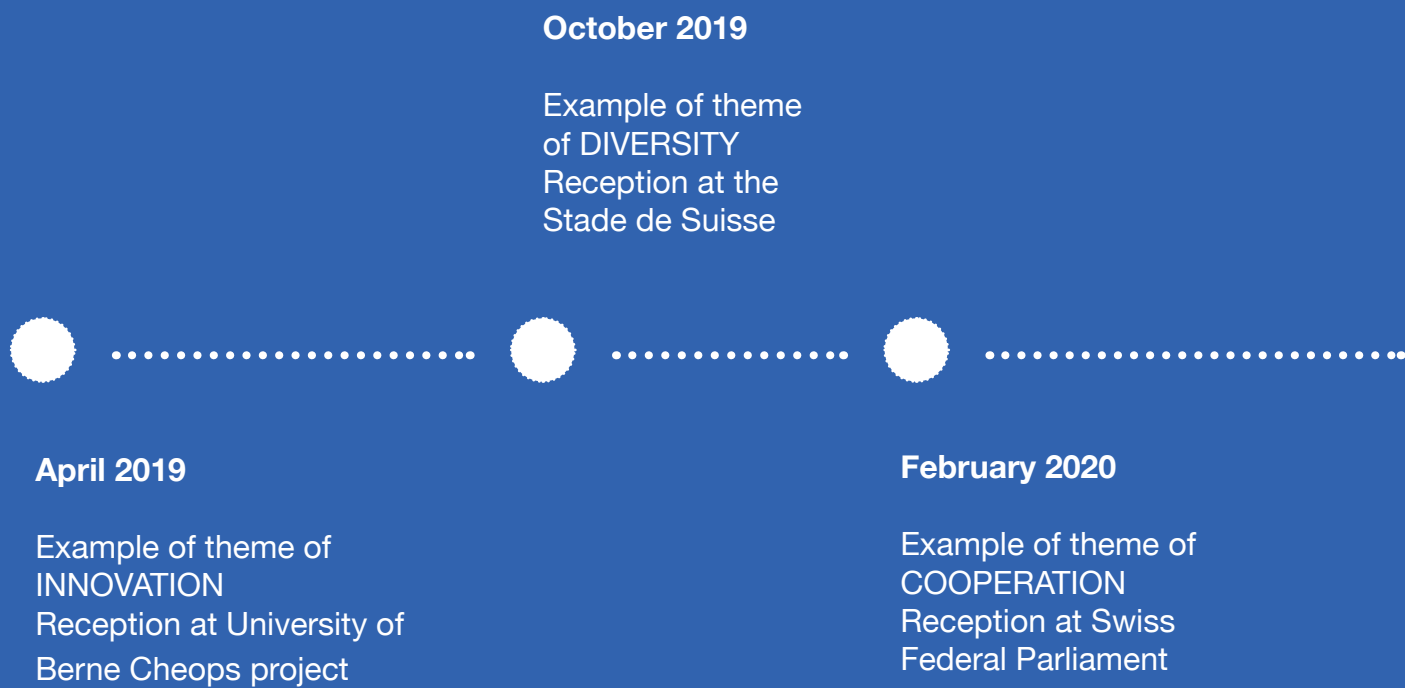 October 2019
Example of theme
of DIVERSITY
Reception at the
Stade de Suisse
April 2019
Example of theme of
INNOVATION
Reception at University of
Berne Cheops project
February 2020
Example of theme of
COOPERATION
Reception at Swiss
Federal Parliament